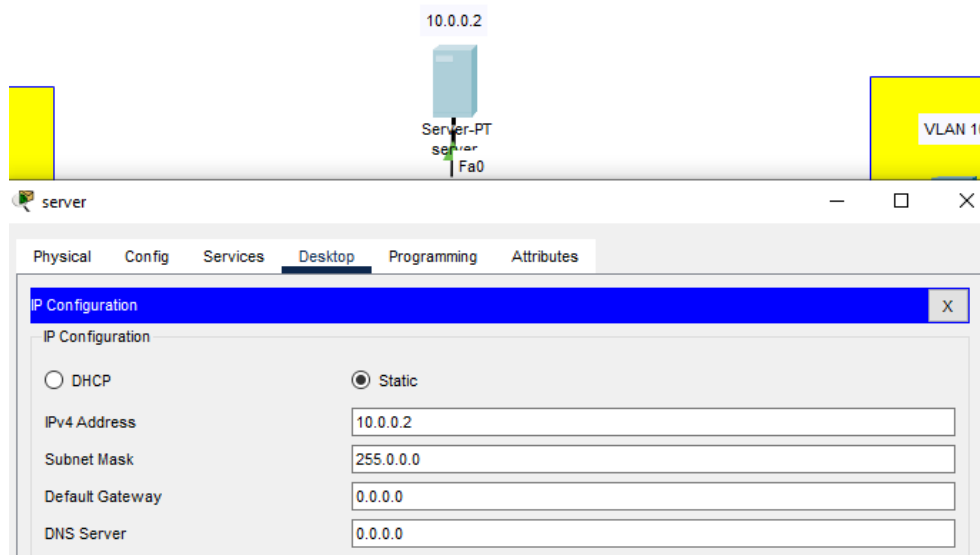 10.0.0.2
Server-PT
server
Fa0
VLAN 10
server
Physical Config Services Desktop Programming Attributes
IP Configuration X
IP Configuration
DHCP Static
IPv4 Address 10.0.0.2
Subnet Mask 255.0.0.0
Default Gateway 0.0.0.0
DNS Server 0.0.0.0